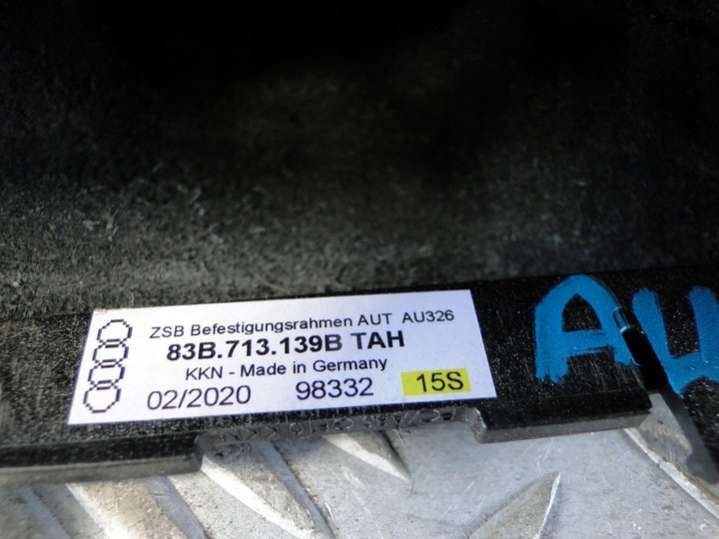 ZSB Befestigungsrahmen AUT AU326
83B.713.139B TAH
KKN - Made in Germany
02/2020 98332 15S